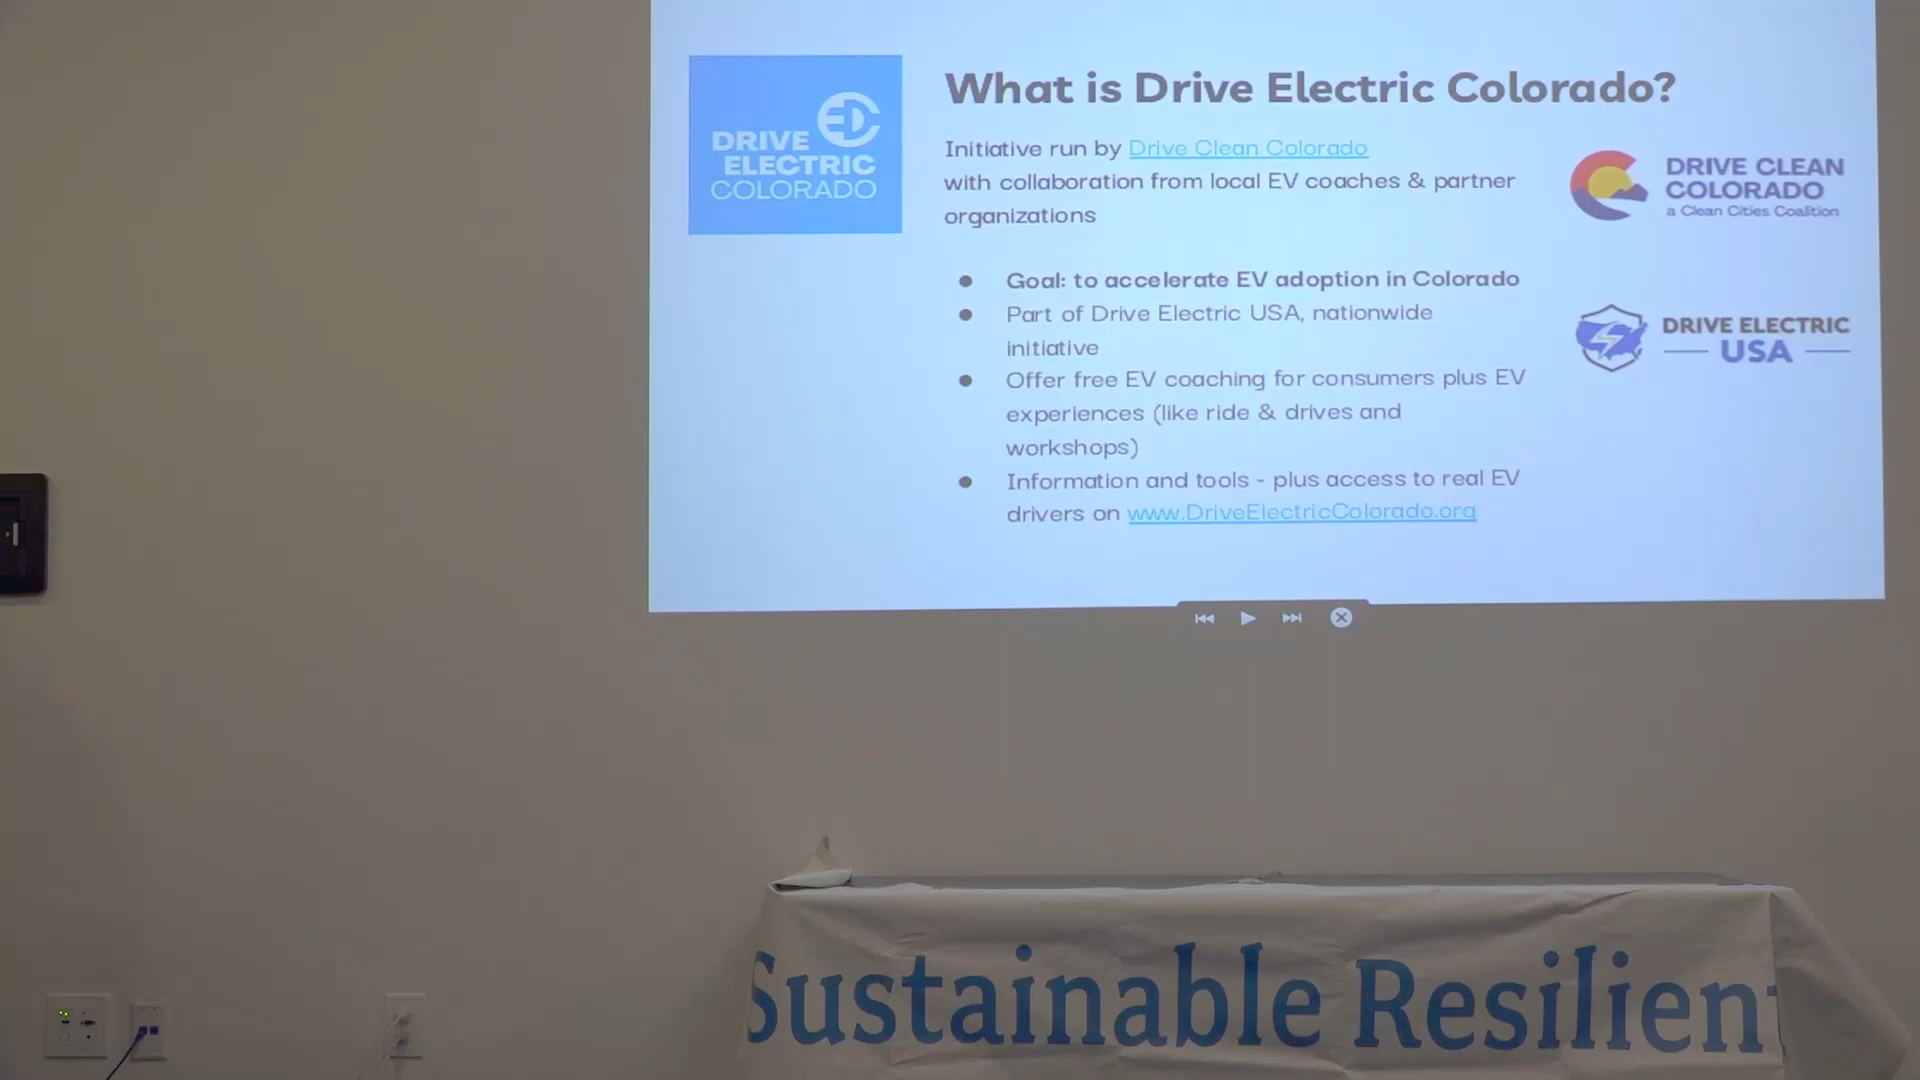 What is Drive Electric Colorado?
DRIVE
ELECTRIC
COLORADO
Initiative run by Drive Clean Colorado
with collaboration from local EV coaches & partner
organizations
DRIVE CLEAN
COLORADO
a Clean Cities Coalition
● Goal: to accelerate EV adoption in Colorado
● Part of Drive Electric USA, nationwide
initiative
● Offer free EV coaching for consumers plus EV
experiences (like ride & drives and
workshops)
● Information and tools - plus access to real EV
drivers on www.DriveElectricColorado.org
DRIVE ELECTRIC
USA
Sustainable Resilient